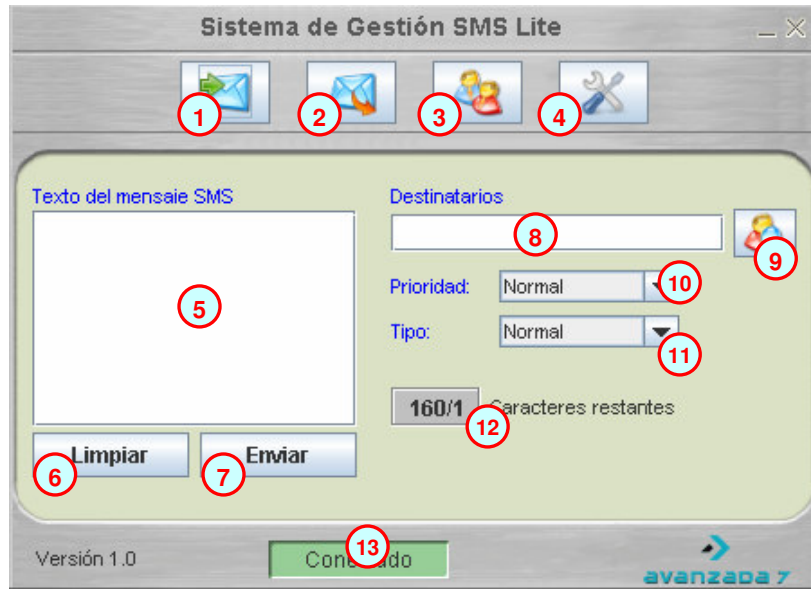 Sistema de Gestión SMS Lite
1
2
3
4
Texto del mensaje SMS
Destinatarios
5
8
9
Prioridad:
Normal
10
Tipo:
Normal
11
160/1
Caracteres restantes
12
Limpiar
Enviar
6
7
Versión 1.0
13
avanzada 7